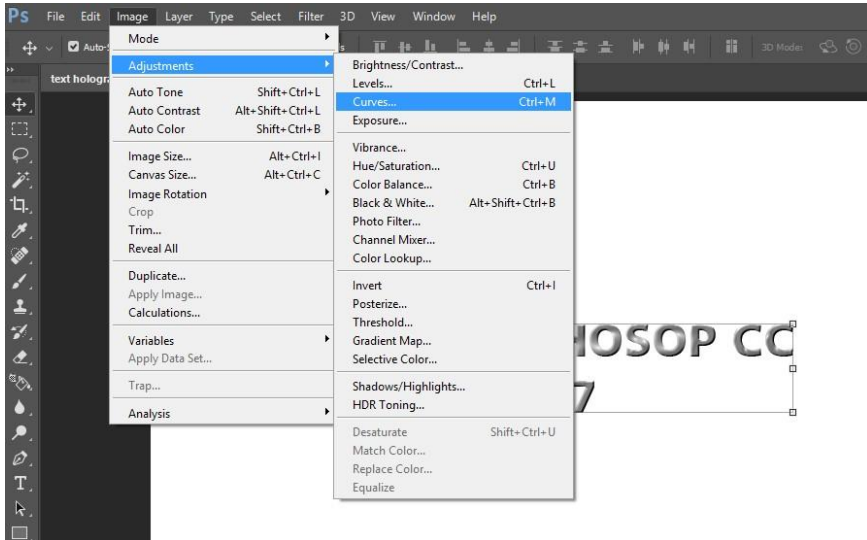 Ps File Edit Image Layer Type Select Filter 3D View Window Help
Auto-
3D Mode:
text hologra
Mode
Adjustments
Auto Tone Shift+Ctrl+L
Auto Contrast Alt+Shift+Ctrl+L
Auto Color Shift+Ctrl+B
Image Size... Alt+Ctrl+I
Canvas Size... Alt+Ctrl+C
Image Rotation
Crop
Trim...
Reveal All
Duplicate...
Apply Image...
Calculations...
Variables
Apply Data Set...
Trap...
Analysis
Brightness/Contrast...
Levels... Ctrl+L
Curves... Ctrl+M
Exposure...
Vibrance...
Hue/Saturation... Ctrl+U
Color Balance... Ctrl+B
Black & White... Alt+Shift+Ctrl+B
Photo Filter...
Channel Mixer...
Color Lookup...
Invert Ctrl+I
Posterize...
Threshold...
Gradient Map...
Selective Color...
Shadows/Highlights...
HDR Toning...
Desaturate Shift+Ctrl+U
Match Color...
Replace Color...
Equalize
HOSOP CC
7